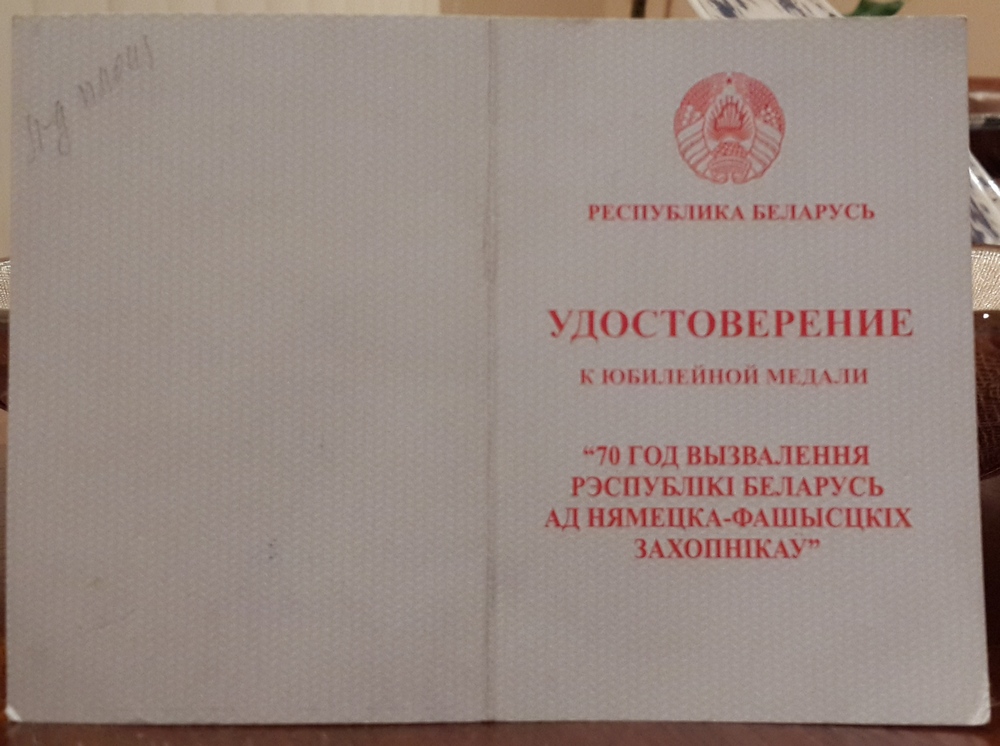 РЕСПУБЛИКА БЕЛАРУСЬ
УДОСТОВЕРЕНИЕ
К ЮБИЛЕЙНОЙ МЕДАЛИ
“70 ГОД ВЫЗВАЛЕННЯ
РЭСПУБЛІКІ БЕЛАРУСЬ
АД НЯМЕЦКА-ФАШЫСЦКІХ
ЗАХОПНІКАУ”